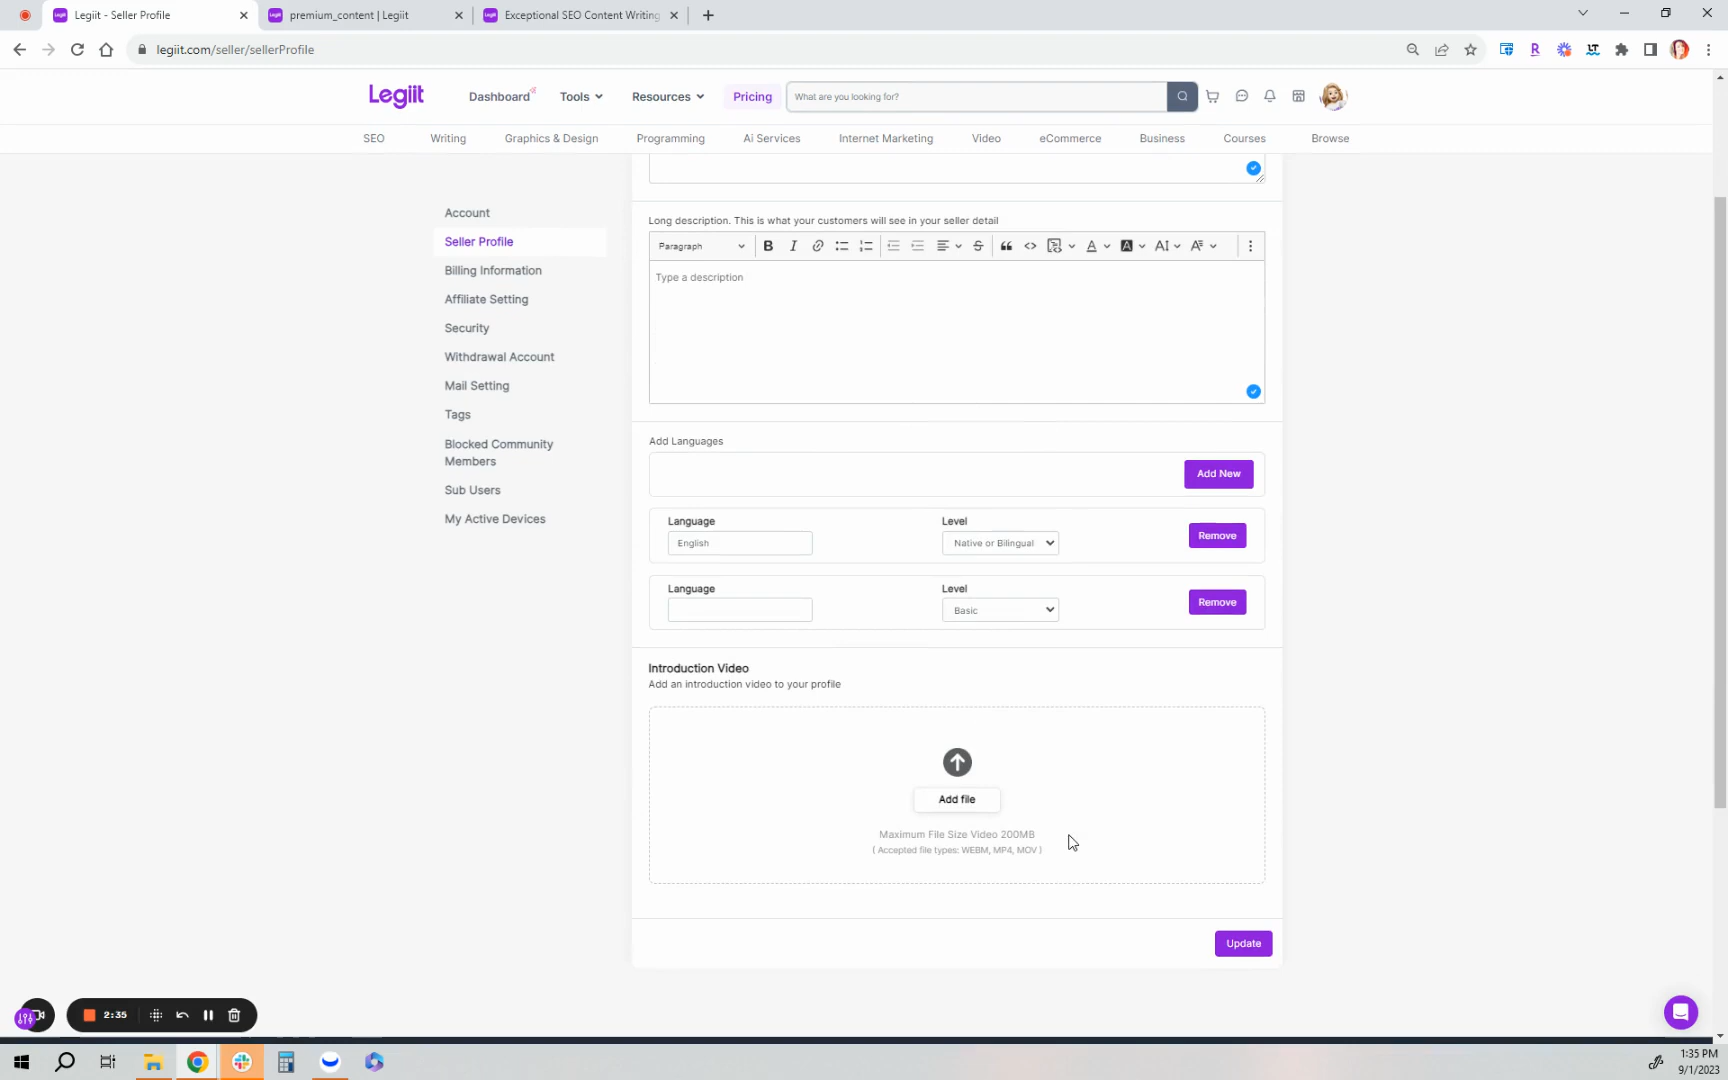 Legiit - Seller Profile
premium_content | Legiit
Exceptional SEO Content Writing
legiit.com/seller/sellerProfile
Legiit
Dashboard
Tools
Resources
Pricing
What are you looking for?
SEO
Writing
Graphics & Design
Programming
Ai Services
Internet Marketing
Video
eCommerce
Business
Courses
Browse
Account
Seller Profile
Billing Information
Affiliate Setting
Security
Withdrawal Account
Mail Setting
Tags
Blocked Community
Members
Sub Users
My Active Devices
Long description. This is what your customers will see in your seller detail
Paragraph
Type a description
Add Languages
Add New
Language
Level
English
Native or Bilingual
Remove
Language
Level
Basic
Remove
Introduction Video
Add an introduction video to your profile
Add file
Maximum File Size Video 200MB
( Accepted file types: WEBM, MP4, MOV )
Update
2:35
1:35 PM
9/1/2023